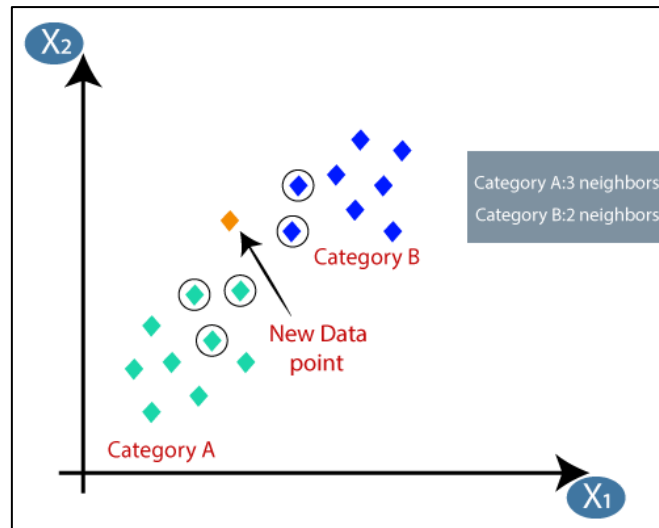 X2
Category A:3 neighbors
Category B:2 neighbors
Category B
New Data
point
Category A
X1